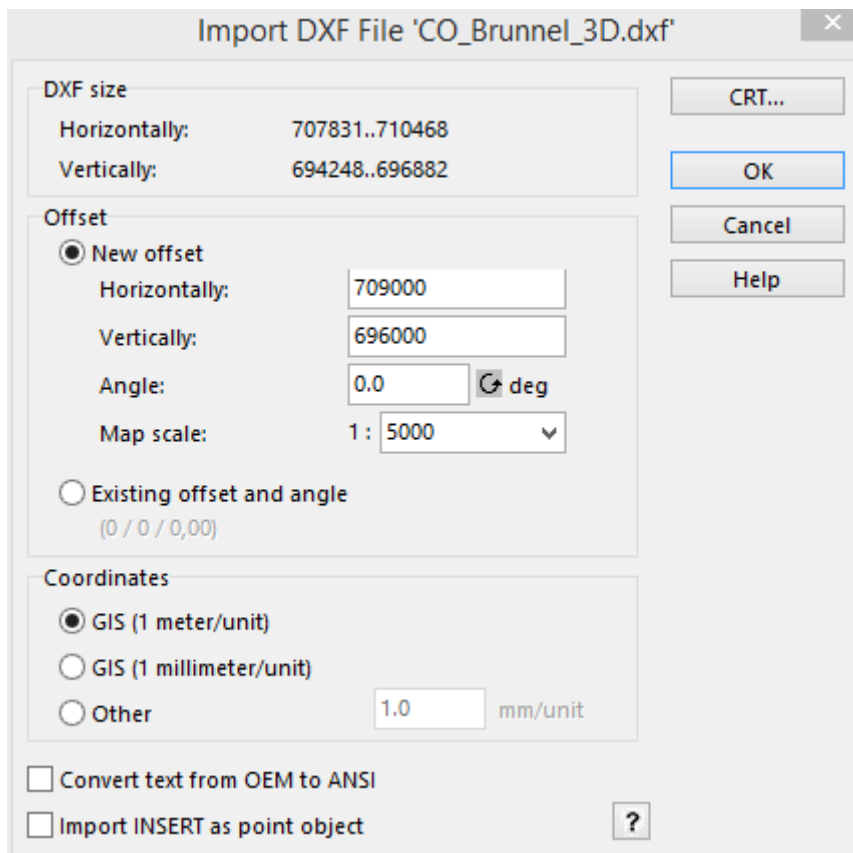 Import DXF File 'CO_Brunnel_3D.dxf'
DXF size
Horizontally: 707831..710468
Vertically: 694248..696882
CRT...
OK
Cancel
Help
Offset
New offset
Horizontally: 709000
Vertically: 696000
Angle: 0.0 deg
Map scale: 1 : 5000
Existing offset and angle
(0 / 0 / 0,00)
Coordinates
GIS (1 meter/unit)
GIS (1 millimeter/unit)
Other 1.0 mm/unit
Convert text from OEM to ANSI
Import INSERT as point object ?